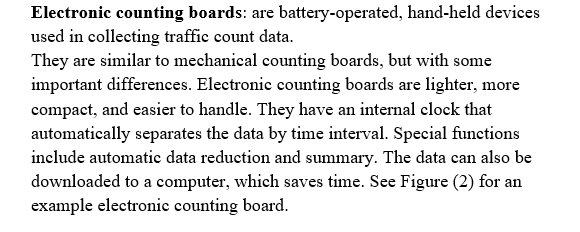 Electronic counting boards: are battery-operated, hand-held devices
used in collecting traffic count data.
They are similar to mechanical counting boards, but with some
important differences. Electronic counting boards are lighter, more
compact, and easier to handle. They have an internal clock that
automatically separates the data by time interval. Special functions
include automatic data reduction and summary. The data can also be
downloaded to a computer, which saves time. See Figure (2) for an
example electronic counting board.